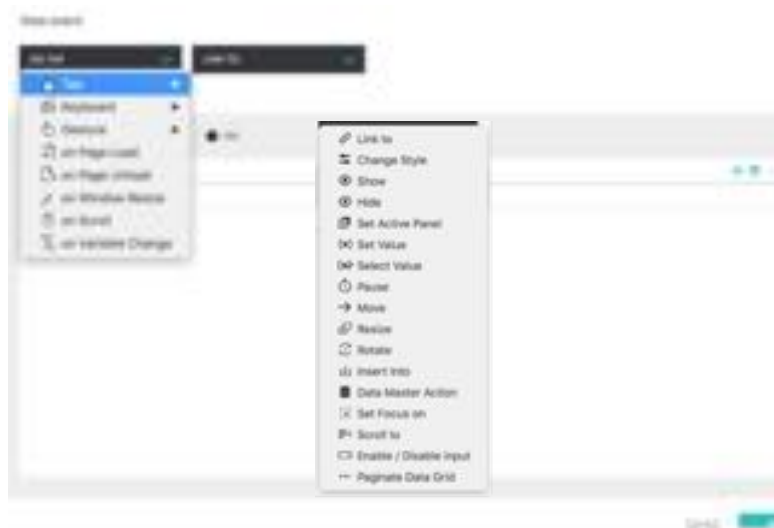 Tap
Keyboard
Gesture
on Page Load
on Page Unload
on Window Resize
on Scroll
on Variable Change
Link to
Change Style
Show
Hide
Set Active Panel
Set Value
Select Value
Pause
Move
Resize
Rotate
Insert Into
Data Master Action
Set Focus on
Scroll to
Enable / Disable input
Paginate Data Grid